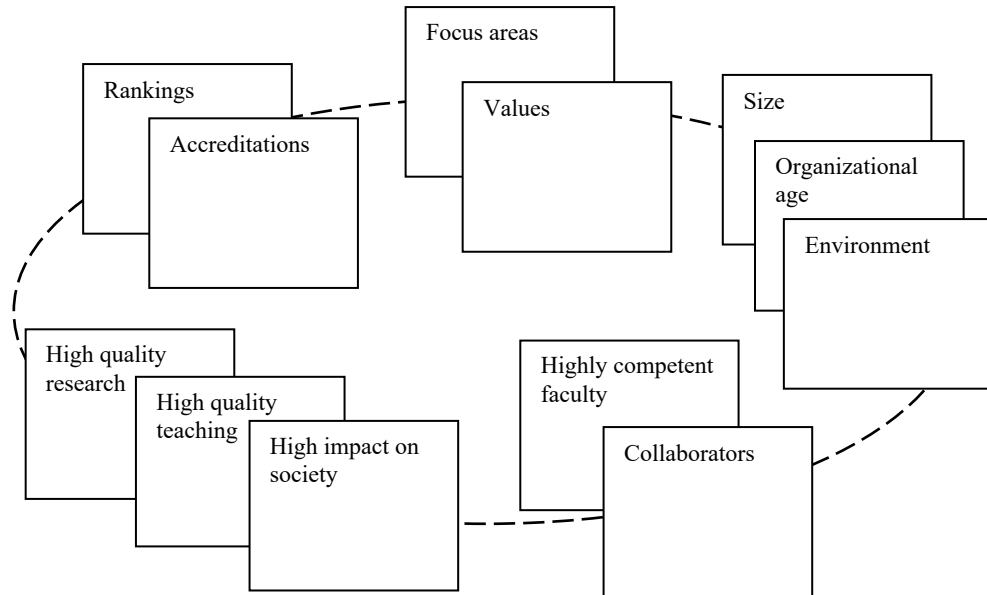 Focus areas
Values
Rankings
Accreditations
Size
Organizational
age
Environment
High quality
research
High quality
teaching
High impact on
society
Highly competent
faculty
Collaborators